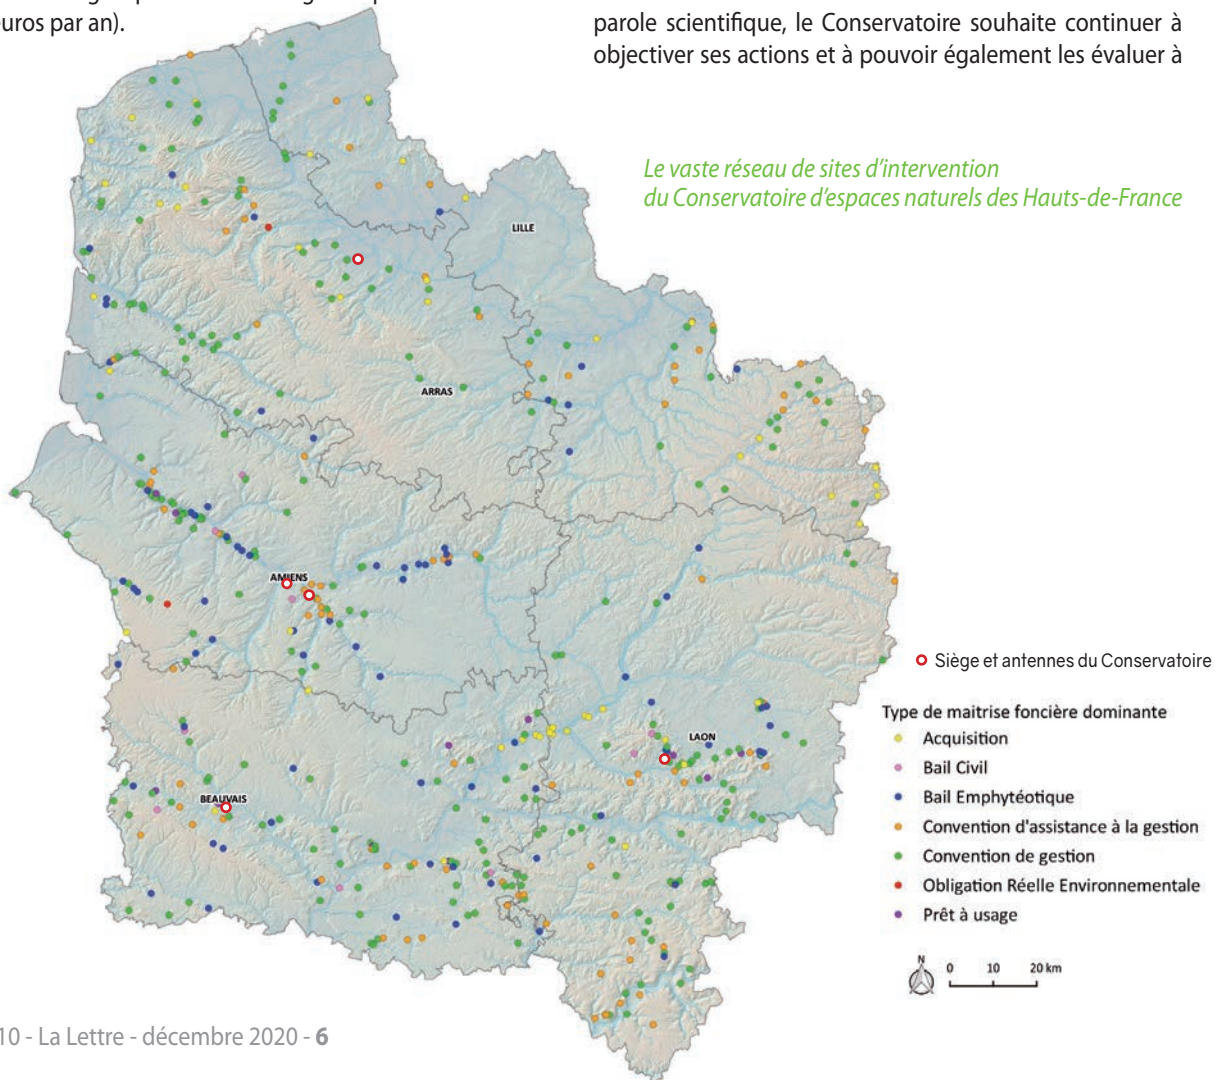 euros par an).
parole scientifique, le Conservatoire souhaite continuer à
objectiver ses actions et à pouvoir également les évaluer à
Le vaste réseau de sites d'intervention
du Conservatoire d'espaces naturels des Hauts-de-France
LILLE
ARRAS
AMIENS
LAON
BEAUVAIS
Siège et antennes du Conservatoire
Type de maitrise foncière dominante
Acquisition
Bail Civil
Bail Emphytéotique
Convention d'assistance à la gestion
Convention de gestion
Obligation Réelle Environnementale
Prêt à usage
N
0 10 20 km
10 - La Lettre - décembre 2020 - 6